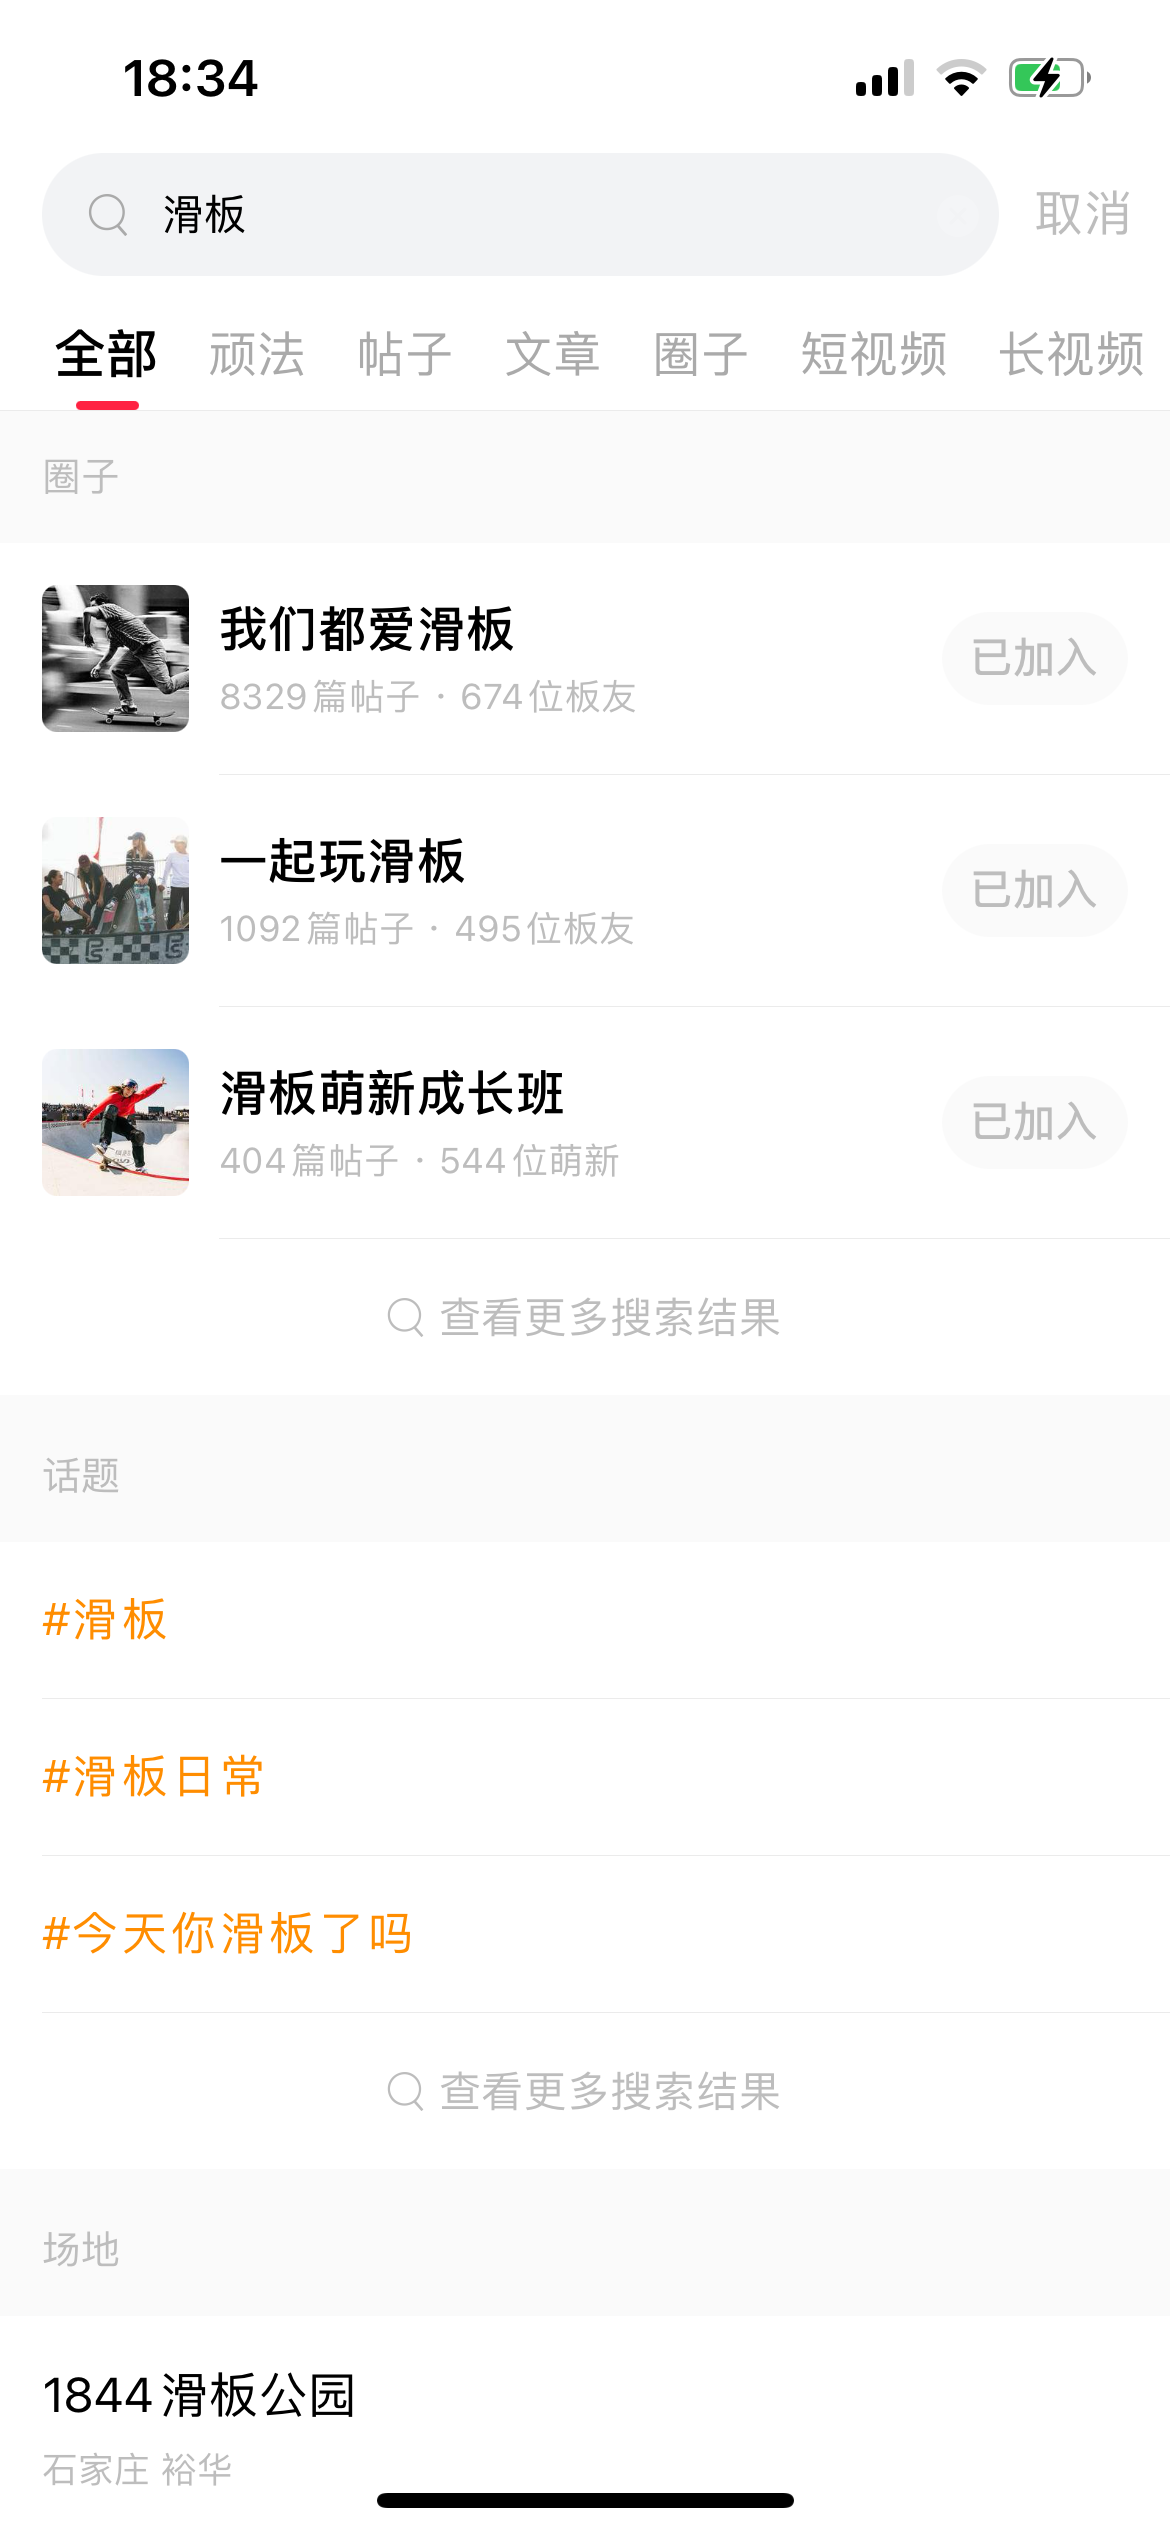 18:34
滑板
取消
全部 顽法 帖子 文章 圈子 短视频 长视频
圈子
我们都爱滑板
8329篇帖子 · 674位板友
已加入
一起玩滑板
1092篇帖子 · 495位板友
已加入
滑板萌新成长班
404篇帖子 · 544位萌新
已加入
查看更多搜索结果
话题
#滑板
#滑板日常
#今天你滑板了吗
查看更多搜索结果
场地
1844滑板公园
石家庄 裕华